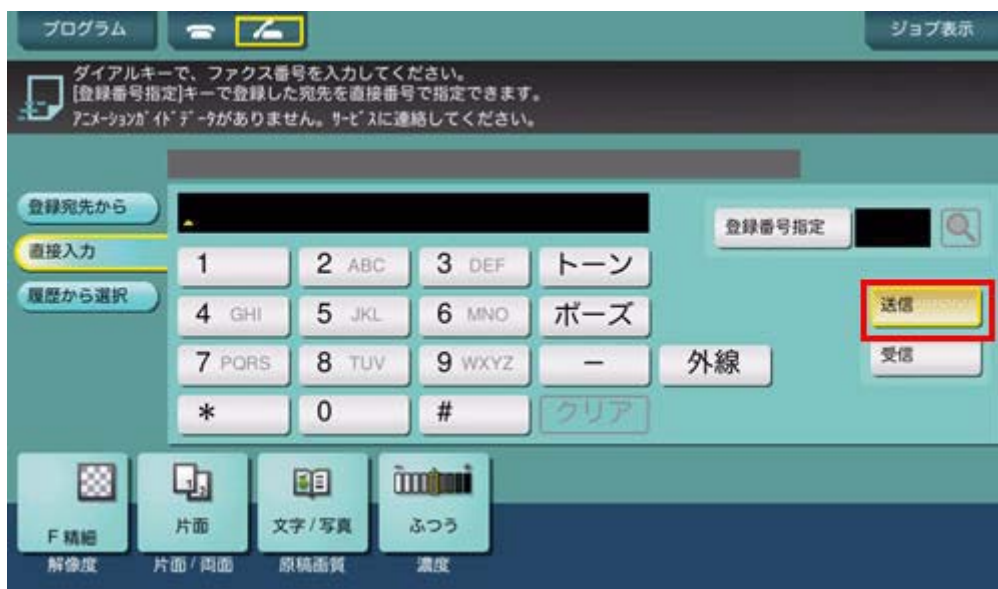 プログラム
ジョブ表示
ダイアルキーで、ファクス番号を入力してください。
[登録番号指定]キーで登録した宛先を直接番号で指定できます。
アニメーションガイドデータがありません。サービスに連絡してください。
登録宛先から
登録番号指定
直接入力
1
2 ABC
3 DEF
トーン
履歴から選択
4 GHI
5 JKL
6 MNO
ポーズ
送信
7 PQRS
8 TUV
9 WXYZ
−
外線
受信
*
0
#
クリア
F 精細
片面
文字/写真
ふつう
解像度
片面/両面
原稿画質
濃度